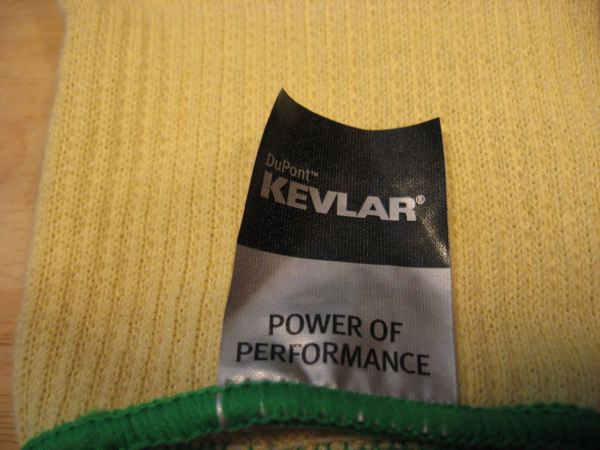 DuPont™
KEVLAR®
POWER OF
PERFORMANCE